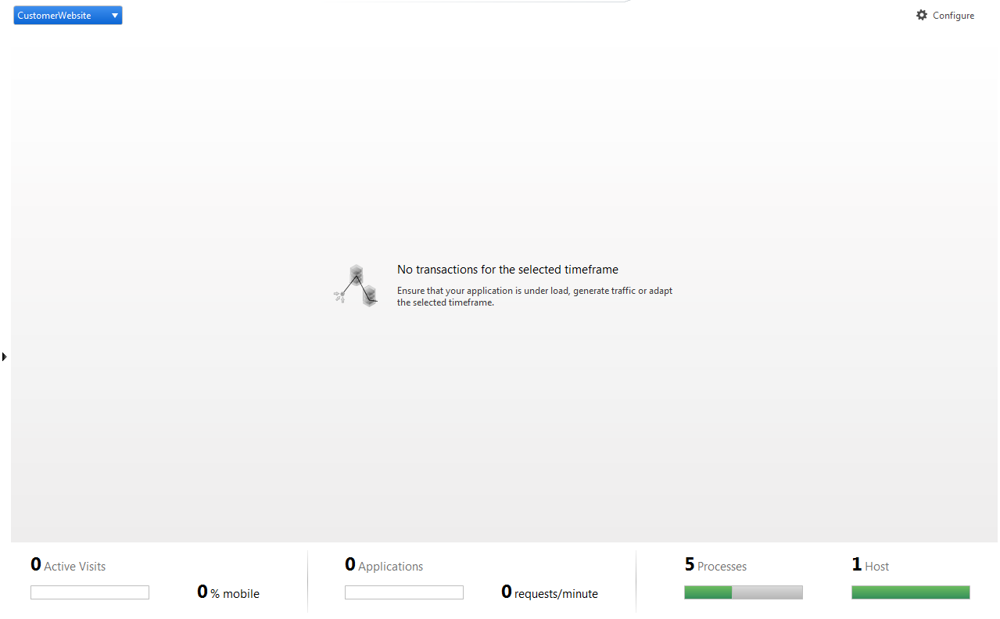 CustomerWebsite
Configure
No transactions for the selected timeframe
Ensure that your application is under load, generate traffic or adapt
the selected timeframe.
0 Active Visits
0 % mobile
0 Applications
0 requests/minute
5 Processes
1 Host